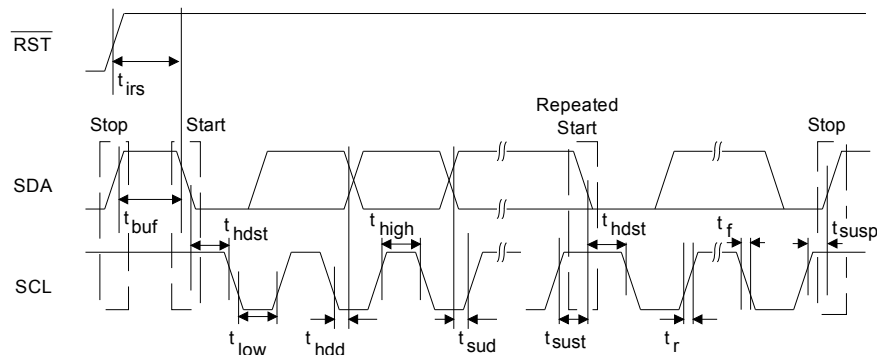 RST
t irs
Repeated
Stop Start Start Stop
SDA
t buf t hdst t high t hdst t f t susp
SCL
t low t hdd t sud t sust t r